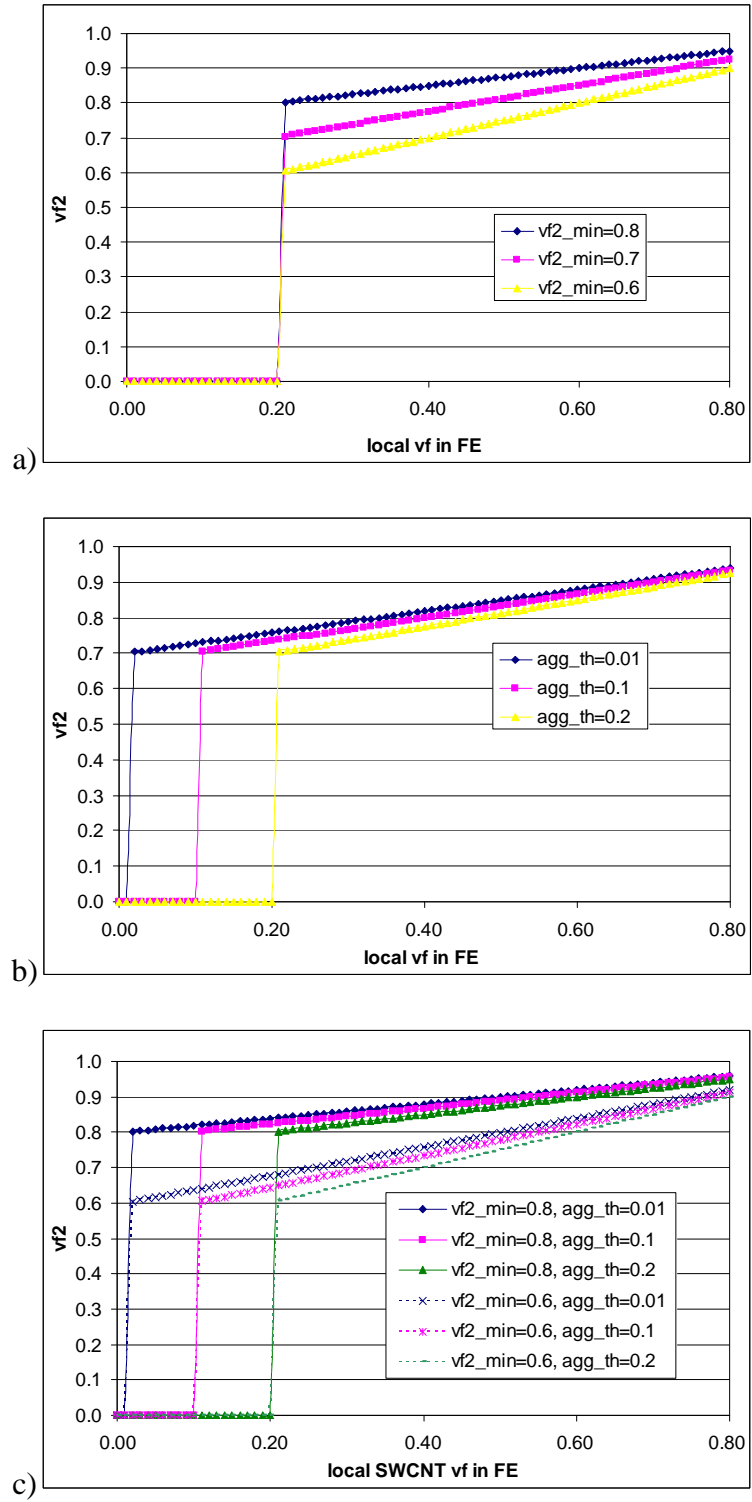 1.0
0.9
0.8
0.7
0.6
0.5
0.4
0.3
0.2
0.1
0.0
vf2
0.00 0.20 0.40 0.60 0.80
local vf in FE
vf2_min=0.8
vf2_min=0.7
vf2_min=0.6
a)
1.0
0.9
0.8
0.7
0.6
0.5
0.4
0.3
0.2
0.1
0.0
vf2
0.00 0.20 0.40 0.60 0.80
local vf in FE
agg_th=0.01
agg_th=0.1
agg_th=0.2
b)
1.0
0.9
0.8
0.7
0.6
0.5
0.4
0.3
0.2
0.1
0.0
vf2
0.00 0.20 0.40 0.60 0.80
local SWCNT vf in FE
vf2_min=0.8, agg_th=0.01
vf2_min=0.8, agg_th=0.1
vf2_min=0.8, agg_th=0.2
vf2_min=0.6, agg_th=0.01
vf2_min=0.6, agg_th=0.1
vf2_min=0.6, agg_th=0.2
c)